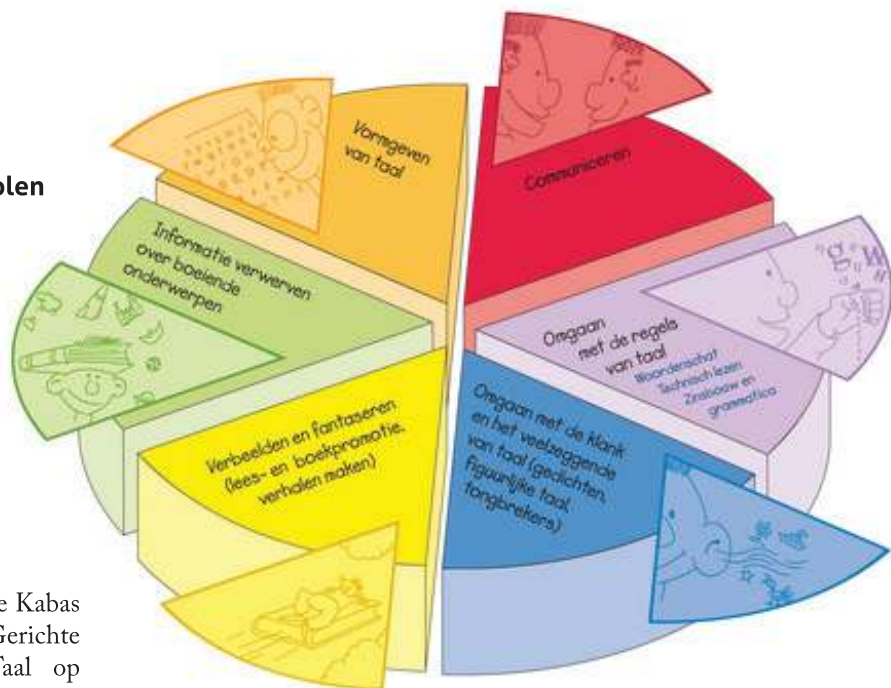 olen
Vormgeven
van taal
Communiceren
Informatie verwerven
over boeiende
onderwerpen
"g"w
Omgaan
met de regels
van taal
Woordenschat
Technisch lezen
Zinsbouw en
grammatica
Verbeelden en fantaseren
(lees- en boekpromotie,
verhalen maken)
Omgaan met de klank
en het veelzeggende
van taal (gedichten,
figuurlijke taal,
tongbrekers)
e Kabas
Gerichte
Taal op